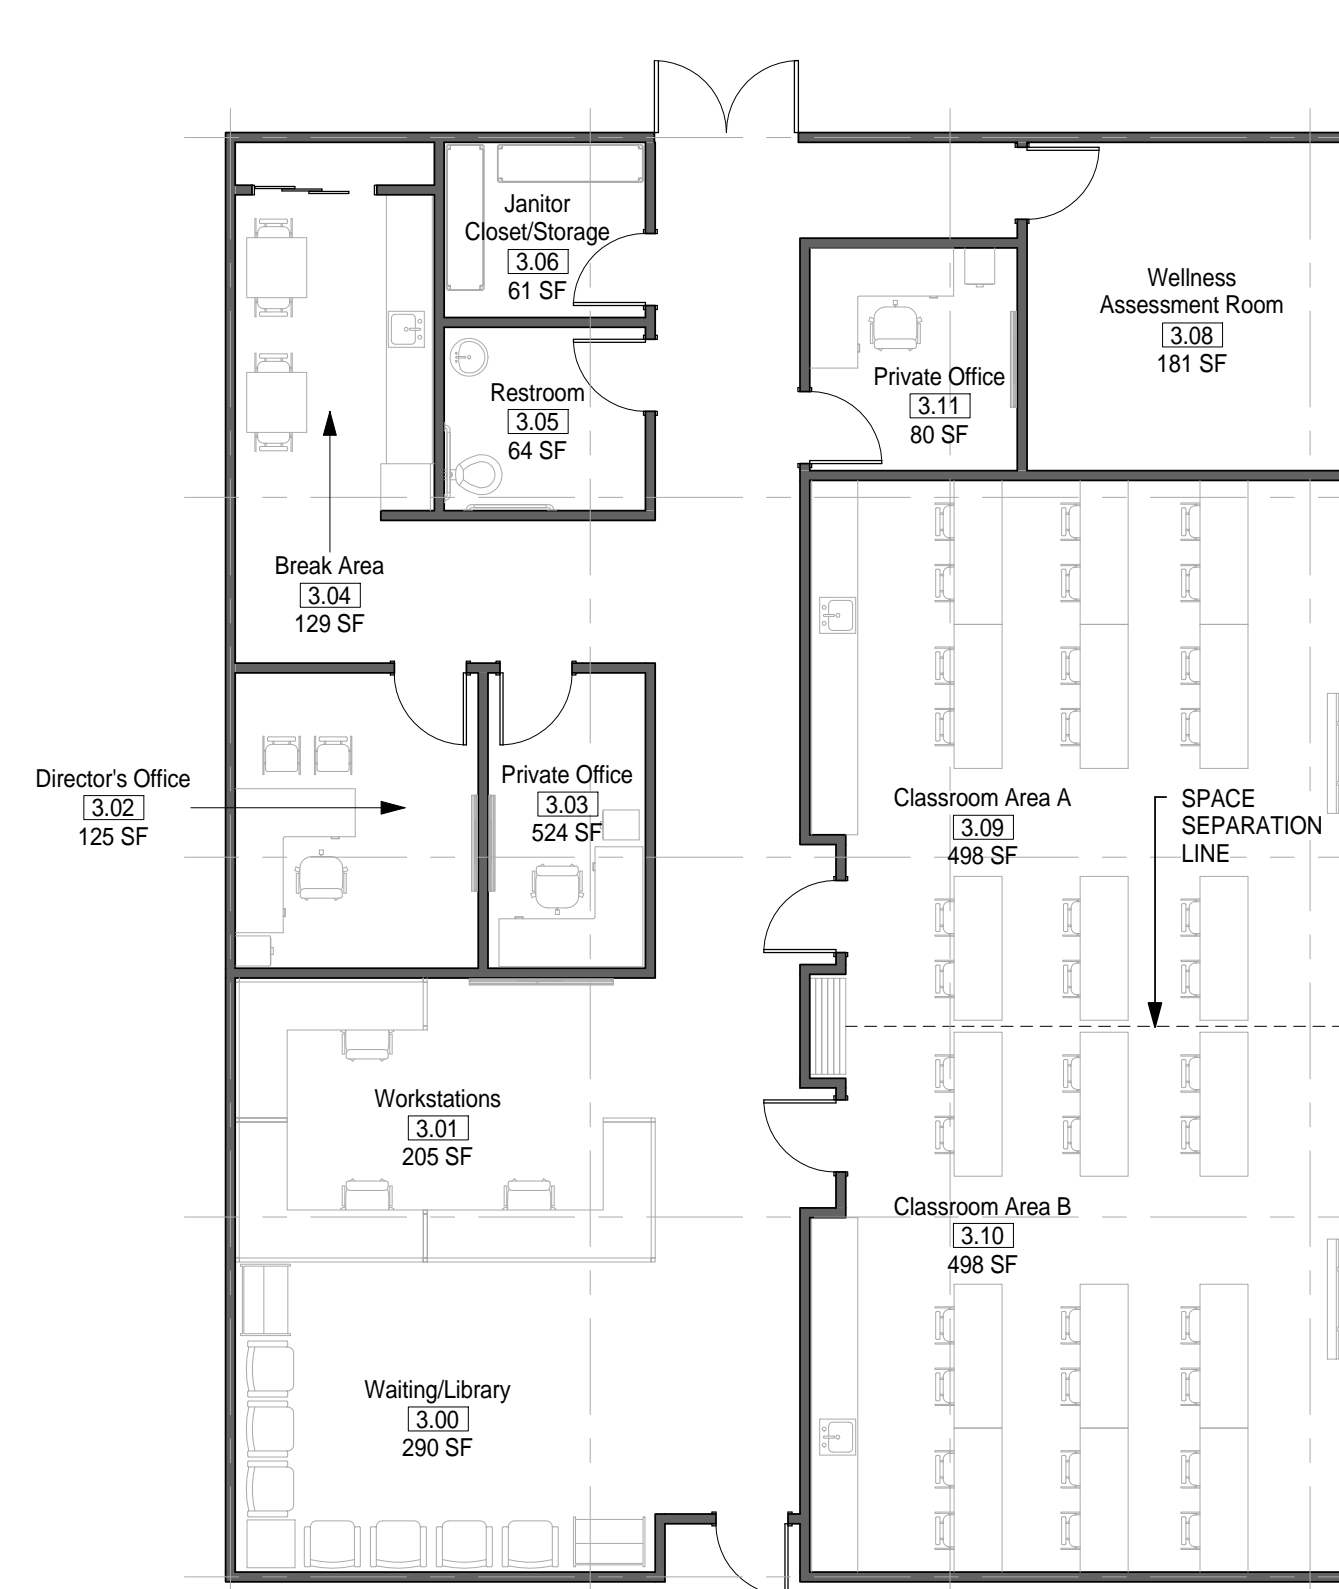 Janitor
Closet/Storage
3.06
61 SF
Wellness
Assessment Room
3.08
181 SF
Restroom
3.05
64 SF
Private Office
3.11
80 SF
Break Area
3.04
129 SF
Director's Office
3.02
125 SF
Private Office
3.03
524 SF
Classroom Area A
3.09
498 SF
SPACE
SEPARATION
LINE
Workstations
3.01
205 SF
Classroom Area B
3.10
498 SF
Waiting/Library
3.00
290 SF